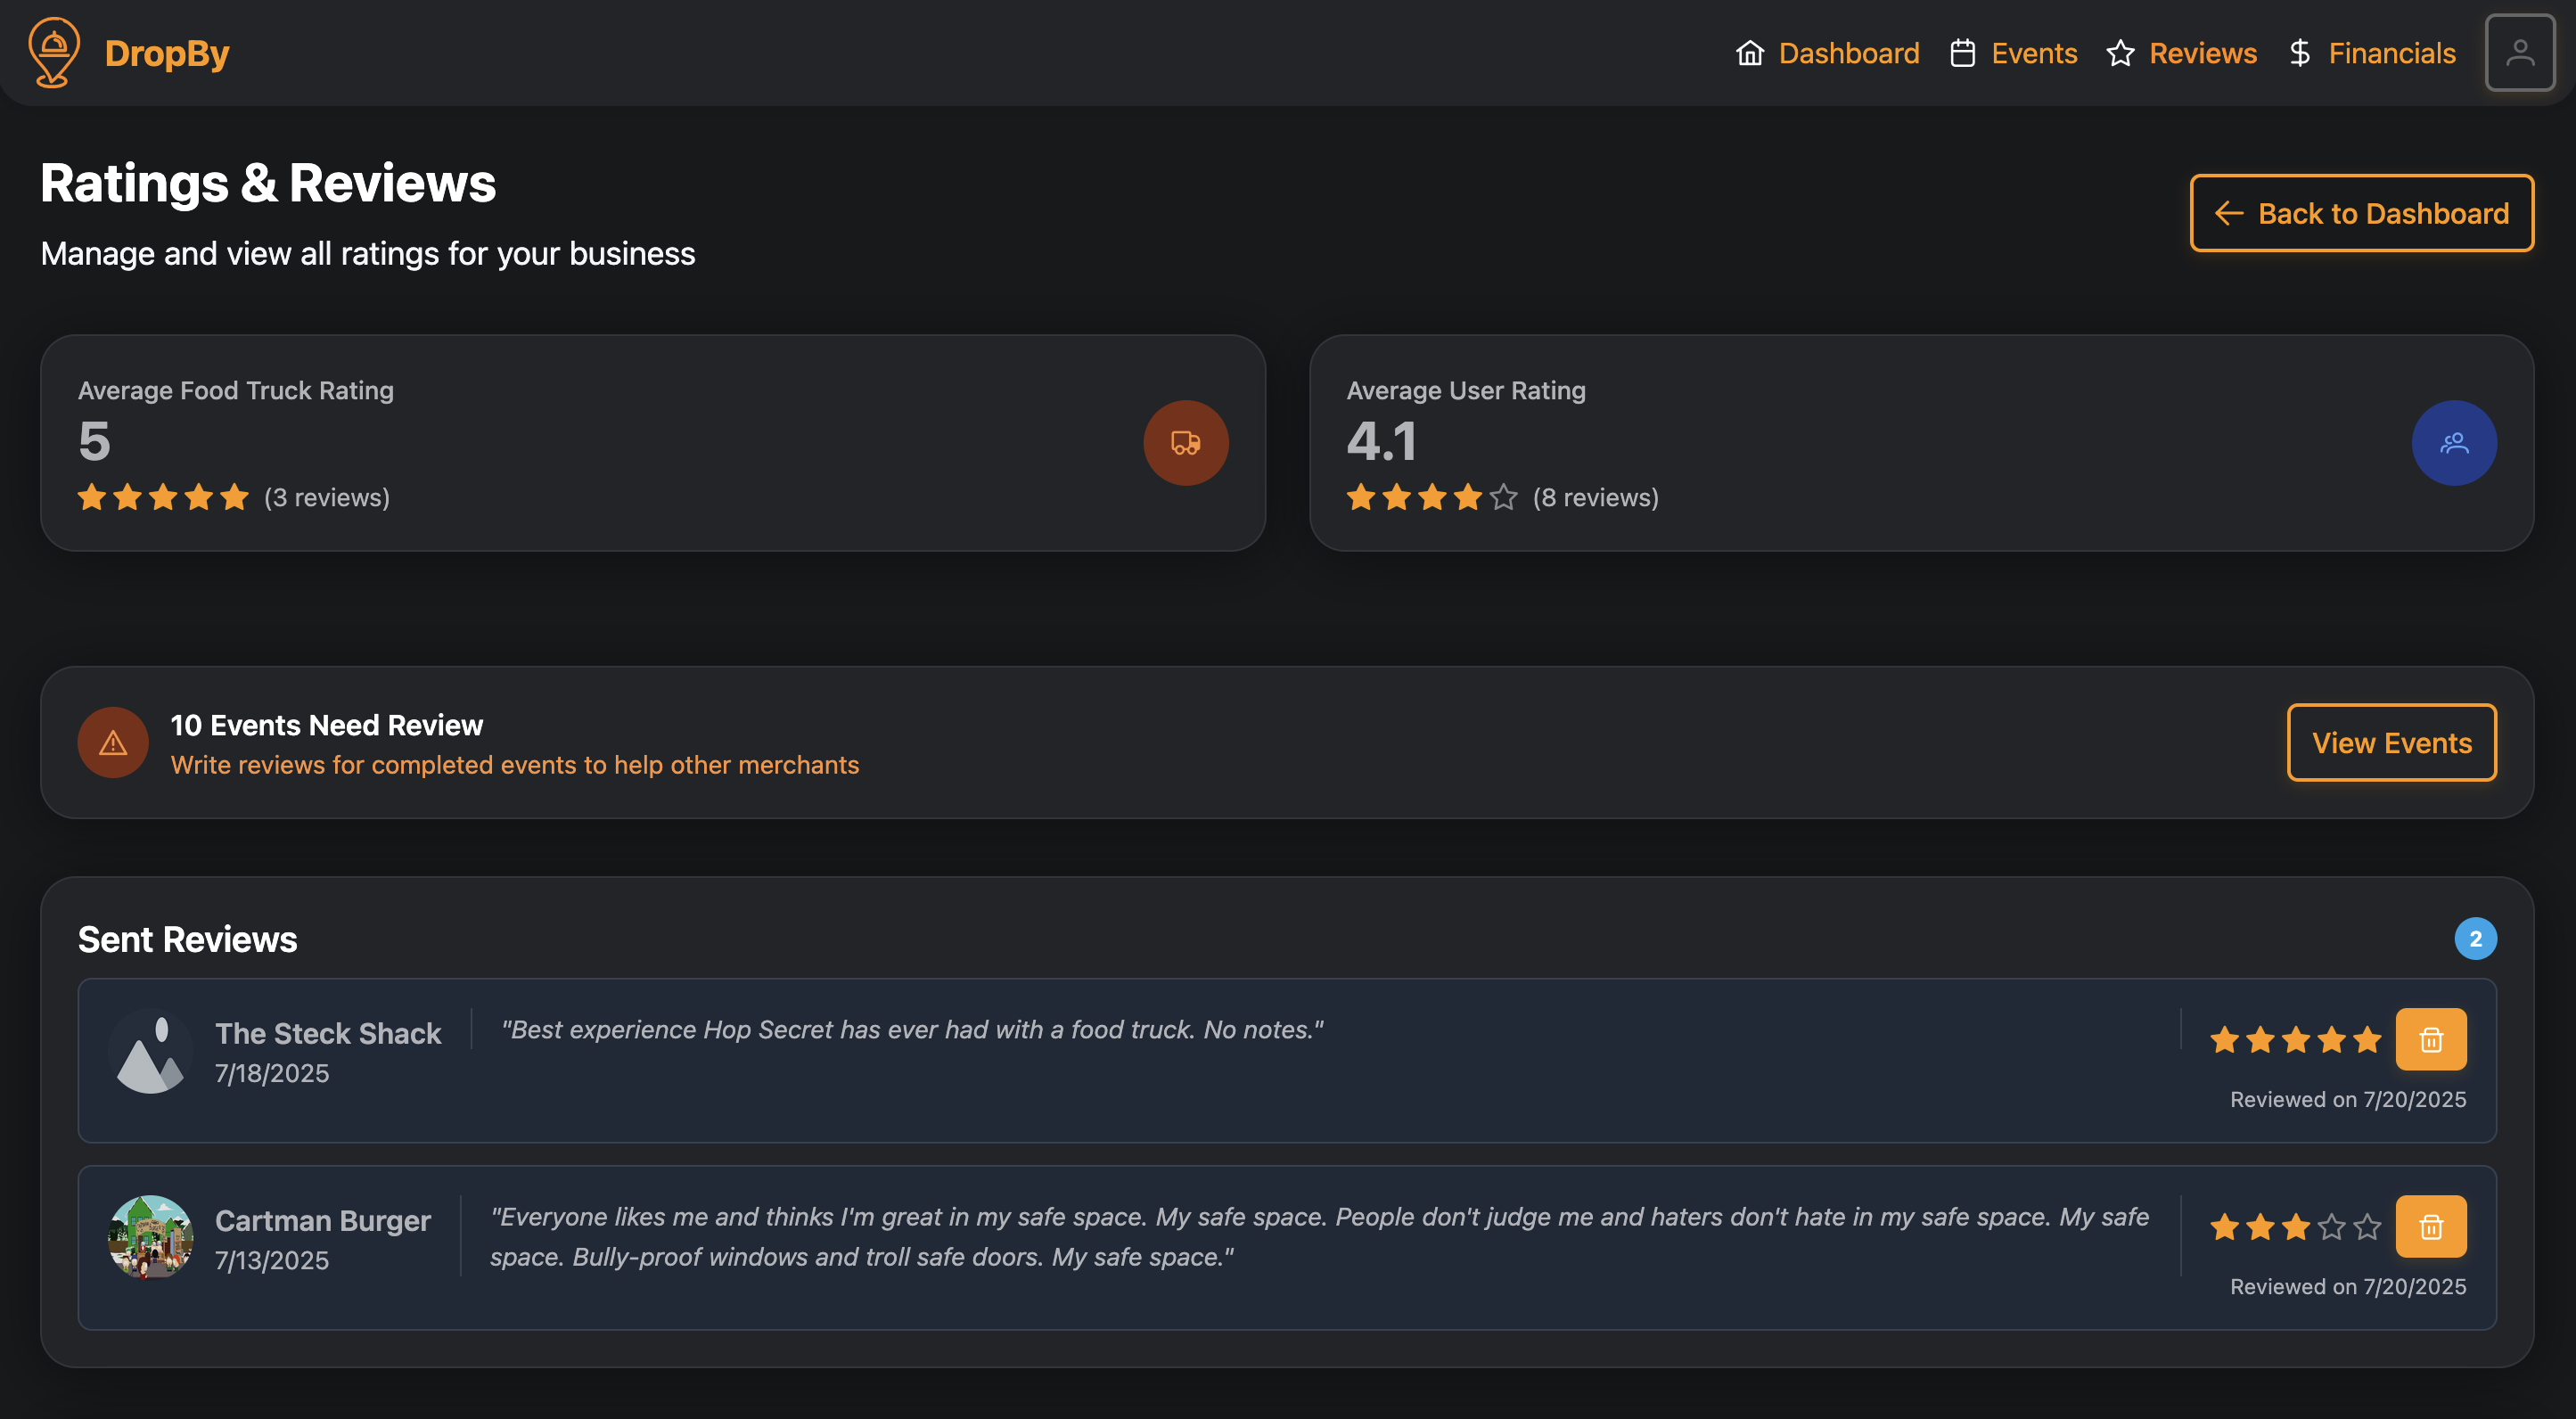 DropBy
Dashboard
Events
Reviews
Financials
Ratings & Reviews
Manage and view all ratings for your business
Back to Dashboard
Average Food Truck Rating
5
(3 reviews)
Average User Rating
4.1
(8 reviews)
10 Events Need Review
Write reviews for completed events to help other merchants
View Events
Sent Reviews
2
The Steck Shack
7/18/2025
"Best experience Hop Secret has ever had with a food truck. No notes."
Reviewed on 7/20/2025
Cartman Burger
7/13/2025
"Everyone likes me and thinks I'm great in my safe space. My safe space. People don't judge me and haters don't hate in my safe space. My safe
space. Bully-proof windows and troll safe doors. My safe space."
Reviewed on 7/20/2025